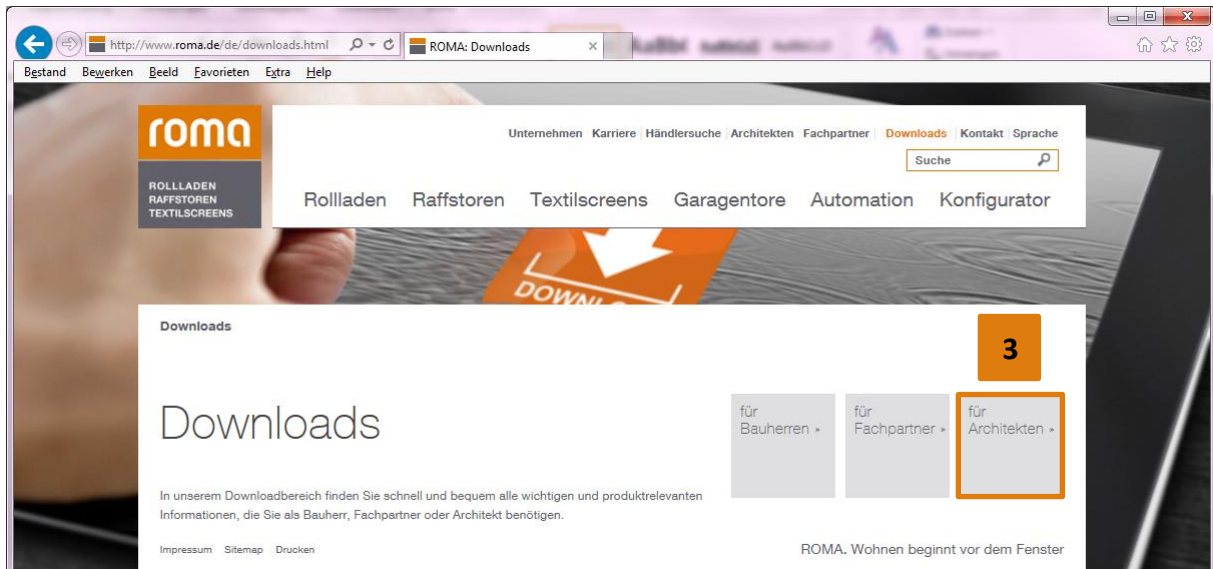 http://www.roma.de/de/downloads.html
ROMA: Downloads
Bestand Bewerken Beeld Favorieten Extra Help
roma
ROLLLADEN
RAFFSTOREN
TEXTILSCREENS
Unternehmen Karriere Händlersuche Architekten Fachpartner Downloads Kontakt Sprache
Suche
Rollladen Raffstoren Textilscreens Garagentore Automation Konfigurator
Downloads
3
Downloads
für
Bauherren »
für
Fachpartner »
für
Architekten »
In unserem Downloadbereich finden Sie schnell und bequem alle wichtigen und produktrelevanten
Informationen, die Sie als Bauherr, Fachpartner oder Architekt benötigen.
Impressum Sitemap Drucken
ROMA. Wohnen beginnt vor dem Fenster